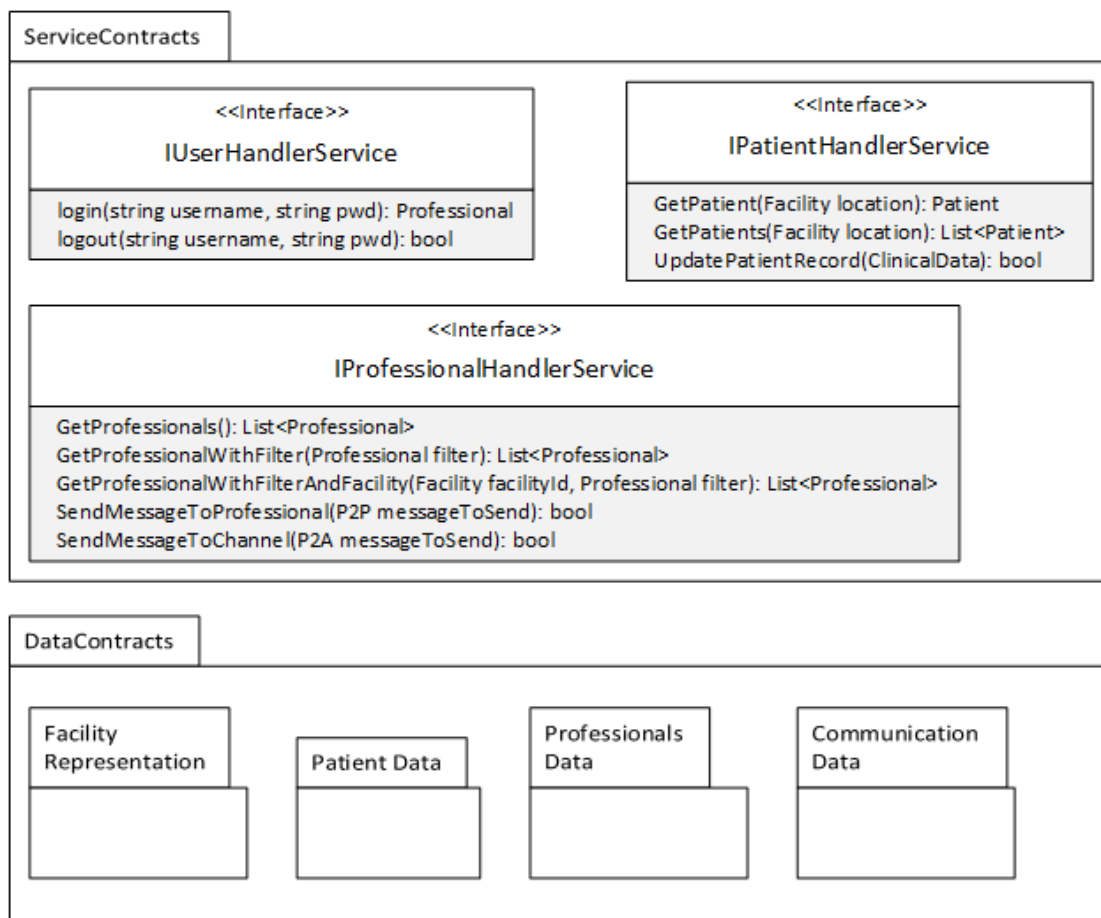 ServiceContracts
<<Interface>>
IUserHandlerService
login(string username, string pwd): Professional
logout(string username, string pwd): bool
<<Interface>>
IPatientHandlerService
GetPatient(Facility location): Patient
GetPatients(Facility location): List<Patient>
UpdatePatientRecord(ClinicalData): bool
<<Interface>>
IProfessionalHandlerService
GetProfessionals(): List<Professional>
GetProfessionalWithFilter(Professional filter): List<Professional>
GetProfessionalWithFilterAndFacility(Facility facilityId, Professional filter): List<Professional>
SendMessageToProfessional(P2P messageToSend): bool
SendMessageToChannel(P2A messageToSend): bool
DataContracts
Facility
Representation
Patient Data
Professionals
Data
Communication
Data